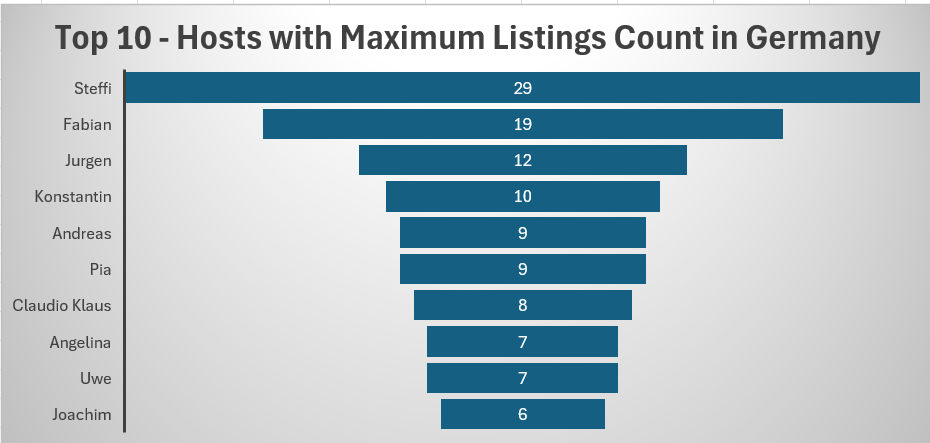 Top 10 - Hosts with Maximum Listings Count in Germany
Steffi 29
Fabian 19
Jurgen 12
Konstantin 10
Andreas 9
Pia 9
Claudio Klaus 8
Angelina 7
Uwe 7
Joachim 6